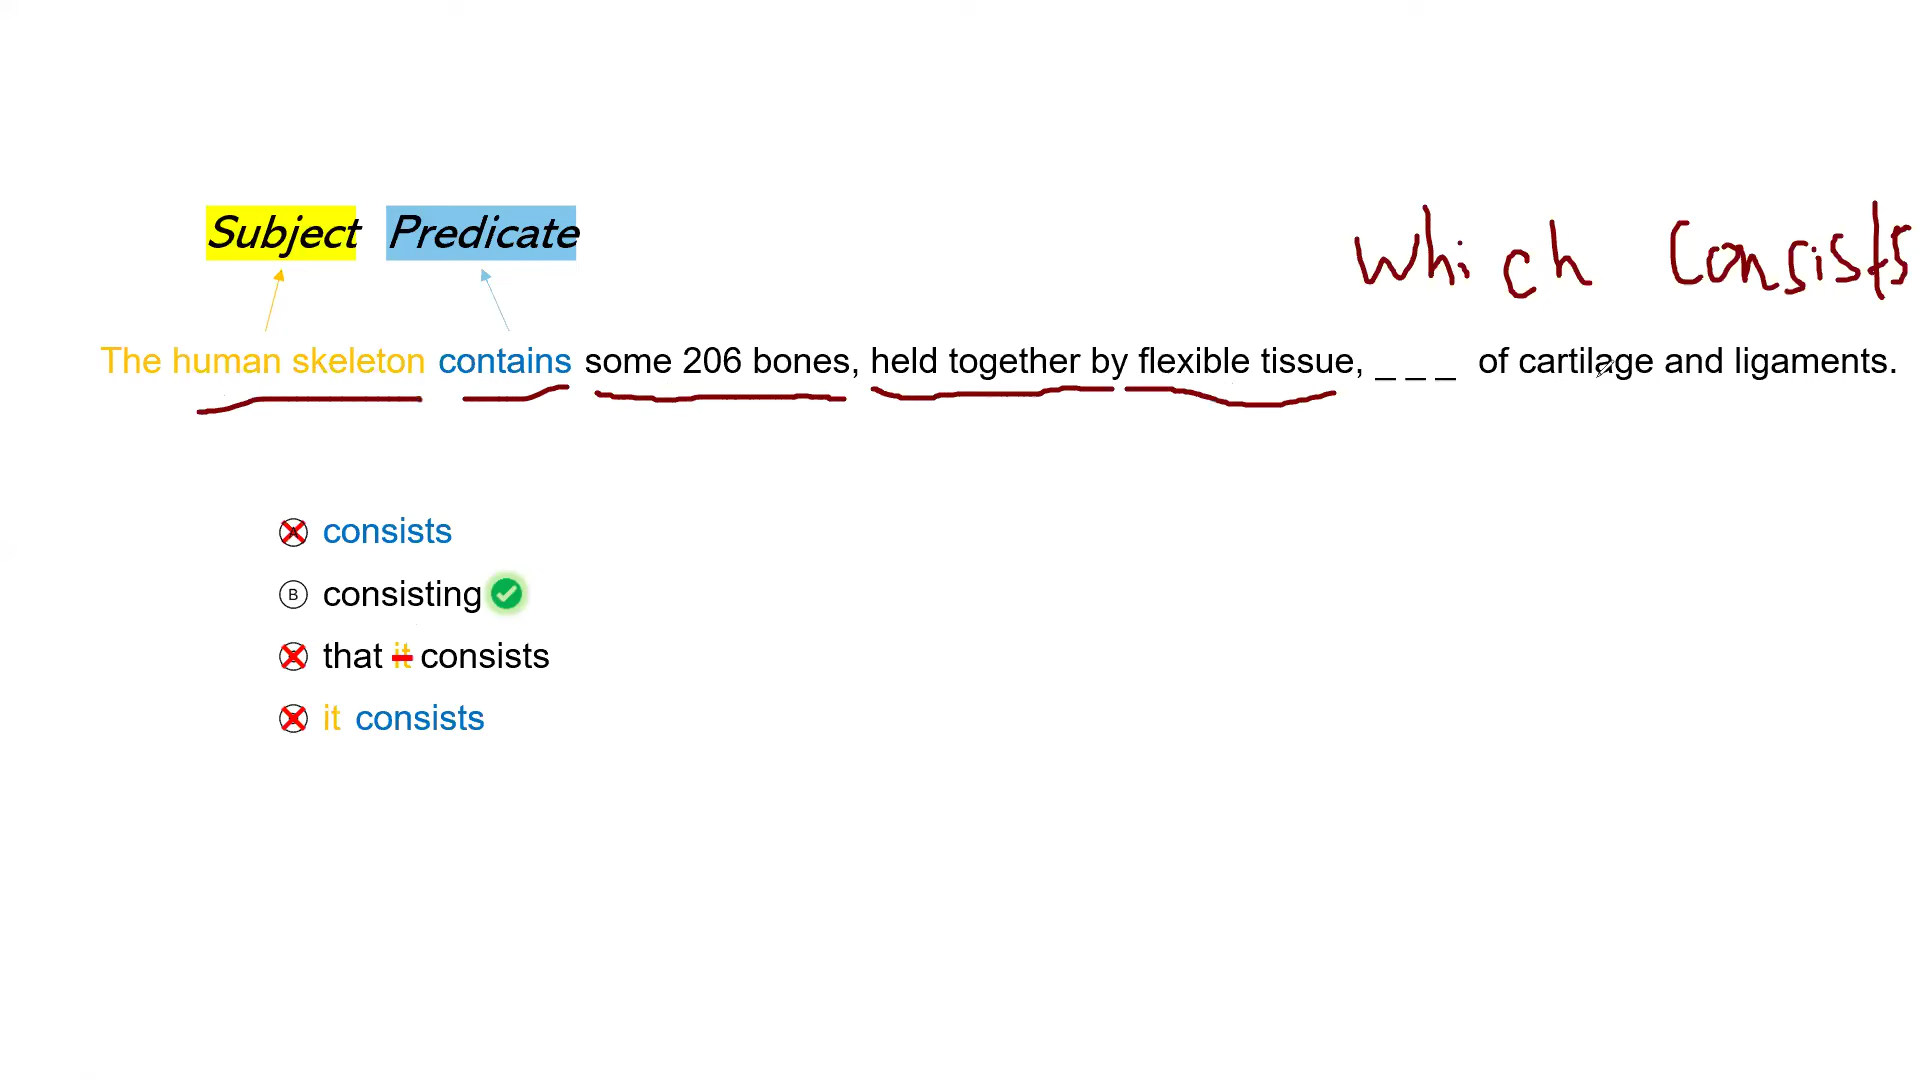 Subject Predicate
which consists
The human skeleton contains some 206 bones, held together by flexible tissue, _ _ _ of cartilage and ligaments.
consists
B consisting
that it consists
it consists